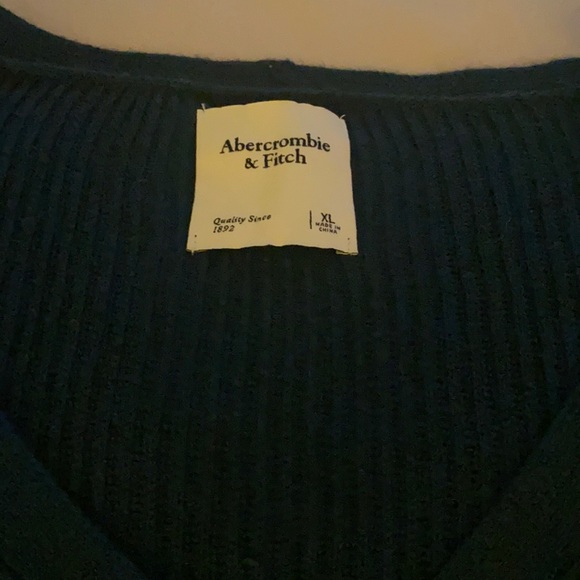 Abercrombie
& Fitch
Quality Since
1892
XL
MADE IN
CHINA